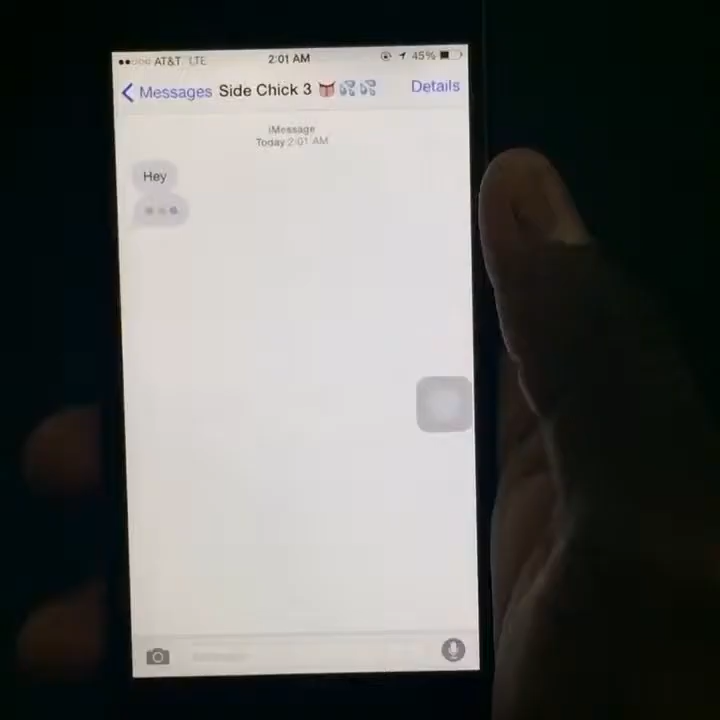 AT&T LTE 2:01 AM 45%
Messages Side Chick 3 👅💦💦 Details
iMessage
Today 2:01 AM
Hey